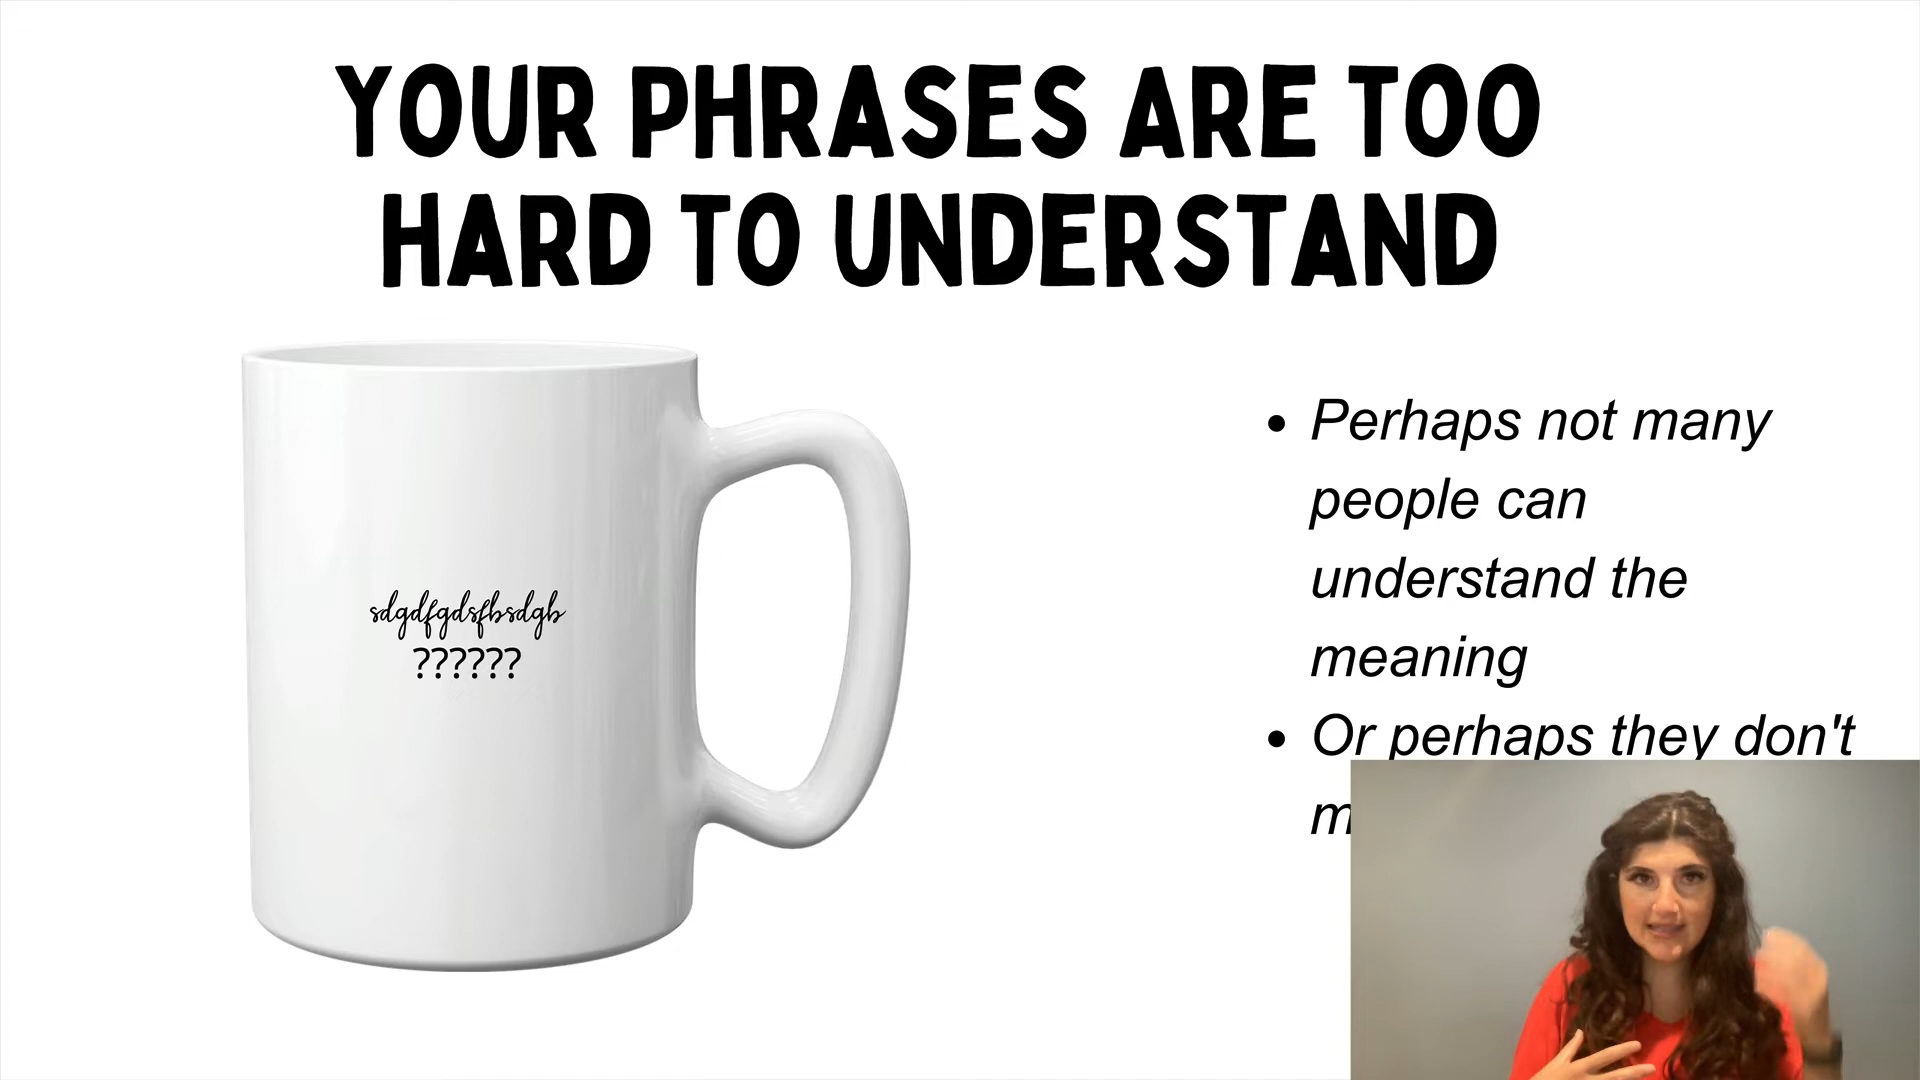 YOUR PHRASES ARE TOO
HARD TO UNDERSTAND
sdgdfgdsfbsdgb
??????
• Perhaps not many
people can
understand the
meaning
• Or perhaps they don't